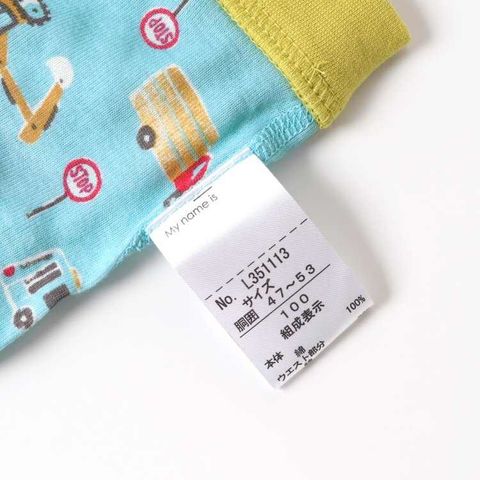 STOP
STOP
My name is
No. L351113
サイズ
胴囲 47～53
100
組成表示
本体 綿 100%
ウエスト部分